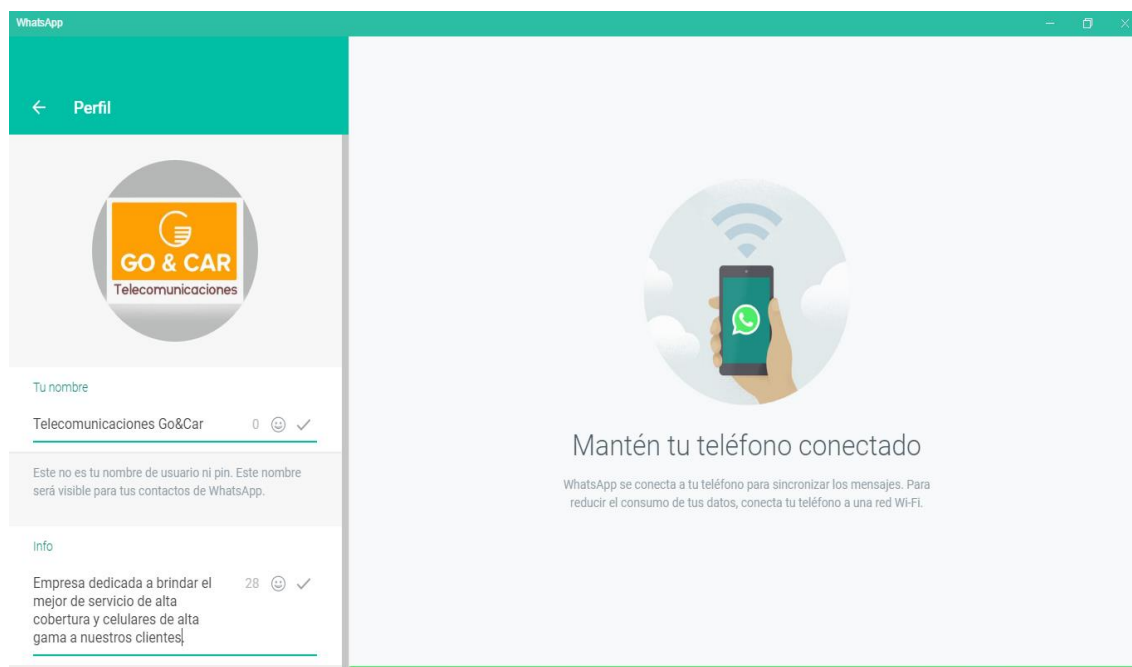 WhatsApp
Perfil
GO & CAR
Telecomunicaciones
Tu nombre
Telecomunicaciones Go&Car 0
Este no es tu nombre de usuario ni pin. Este nombre
será visible para tus contactos de WhatsApp.
Info
Empresa dedicada a brindar el 28
mejor de servicio de alta
cobertura y celulares de alta
gama a nuestros clientes.
Mantén tu teléfono conectado
WhatsApp se conecta a tu teléfono para sincronizar los mensajes. Para
reducir el consumo de tus datos, conecta tu teléfono a una red Wi-Fi.